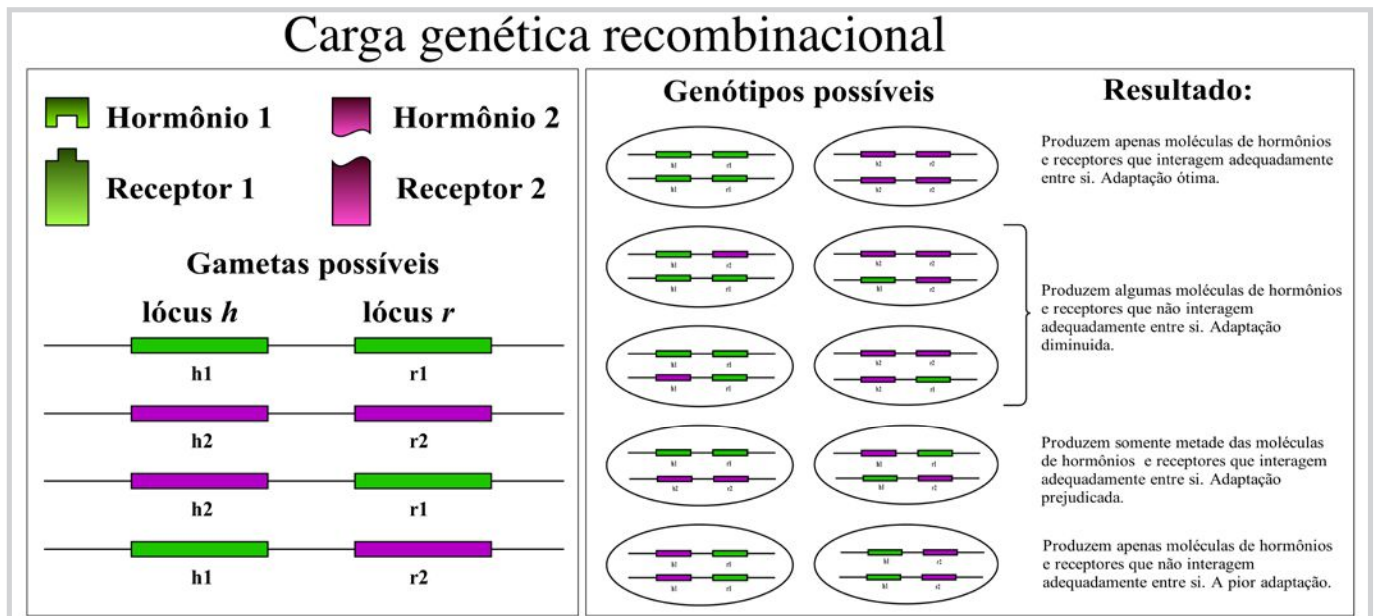 Carga genética recombinacional
Hormônio 1
Hormônio 2
Receptor 1
Receptor 2
Gametas possíveis
lócus h
lócus r
h1
r1
h2
r2
h2
r1
h1
r2
Genótipos possíveis
Resultado:
Produzem apenas moléculas de hormônios
e receptores que interagem adequadamente
entre si. Adaptação ótima.
Produzem algumas moléculas de hormônios
e receptores que não interagem
adequadamente entre si. Adaptação
diminuida.
Produzem somente metade das moléculas
de hormônios e receptores que interagem
adequadamente entre si. Adaptação
prejudicada.
Produzem apenas moléculas de hormônios
e receptores que não interagem
adequadamente entre si. A pior adaptação.